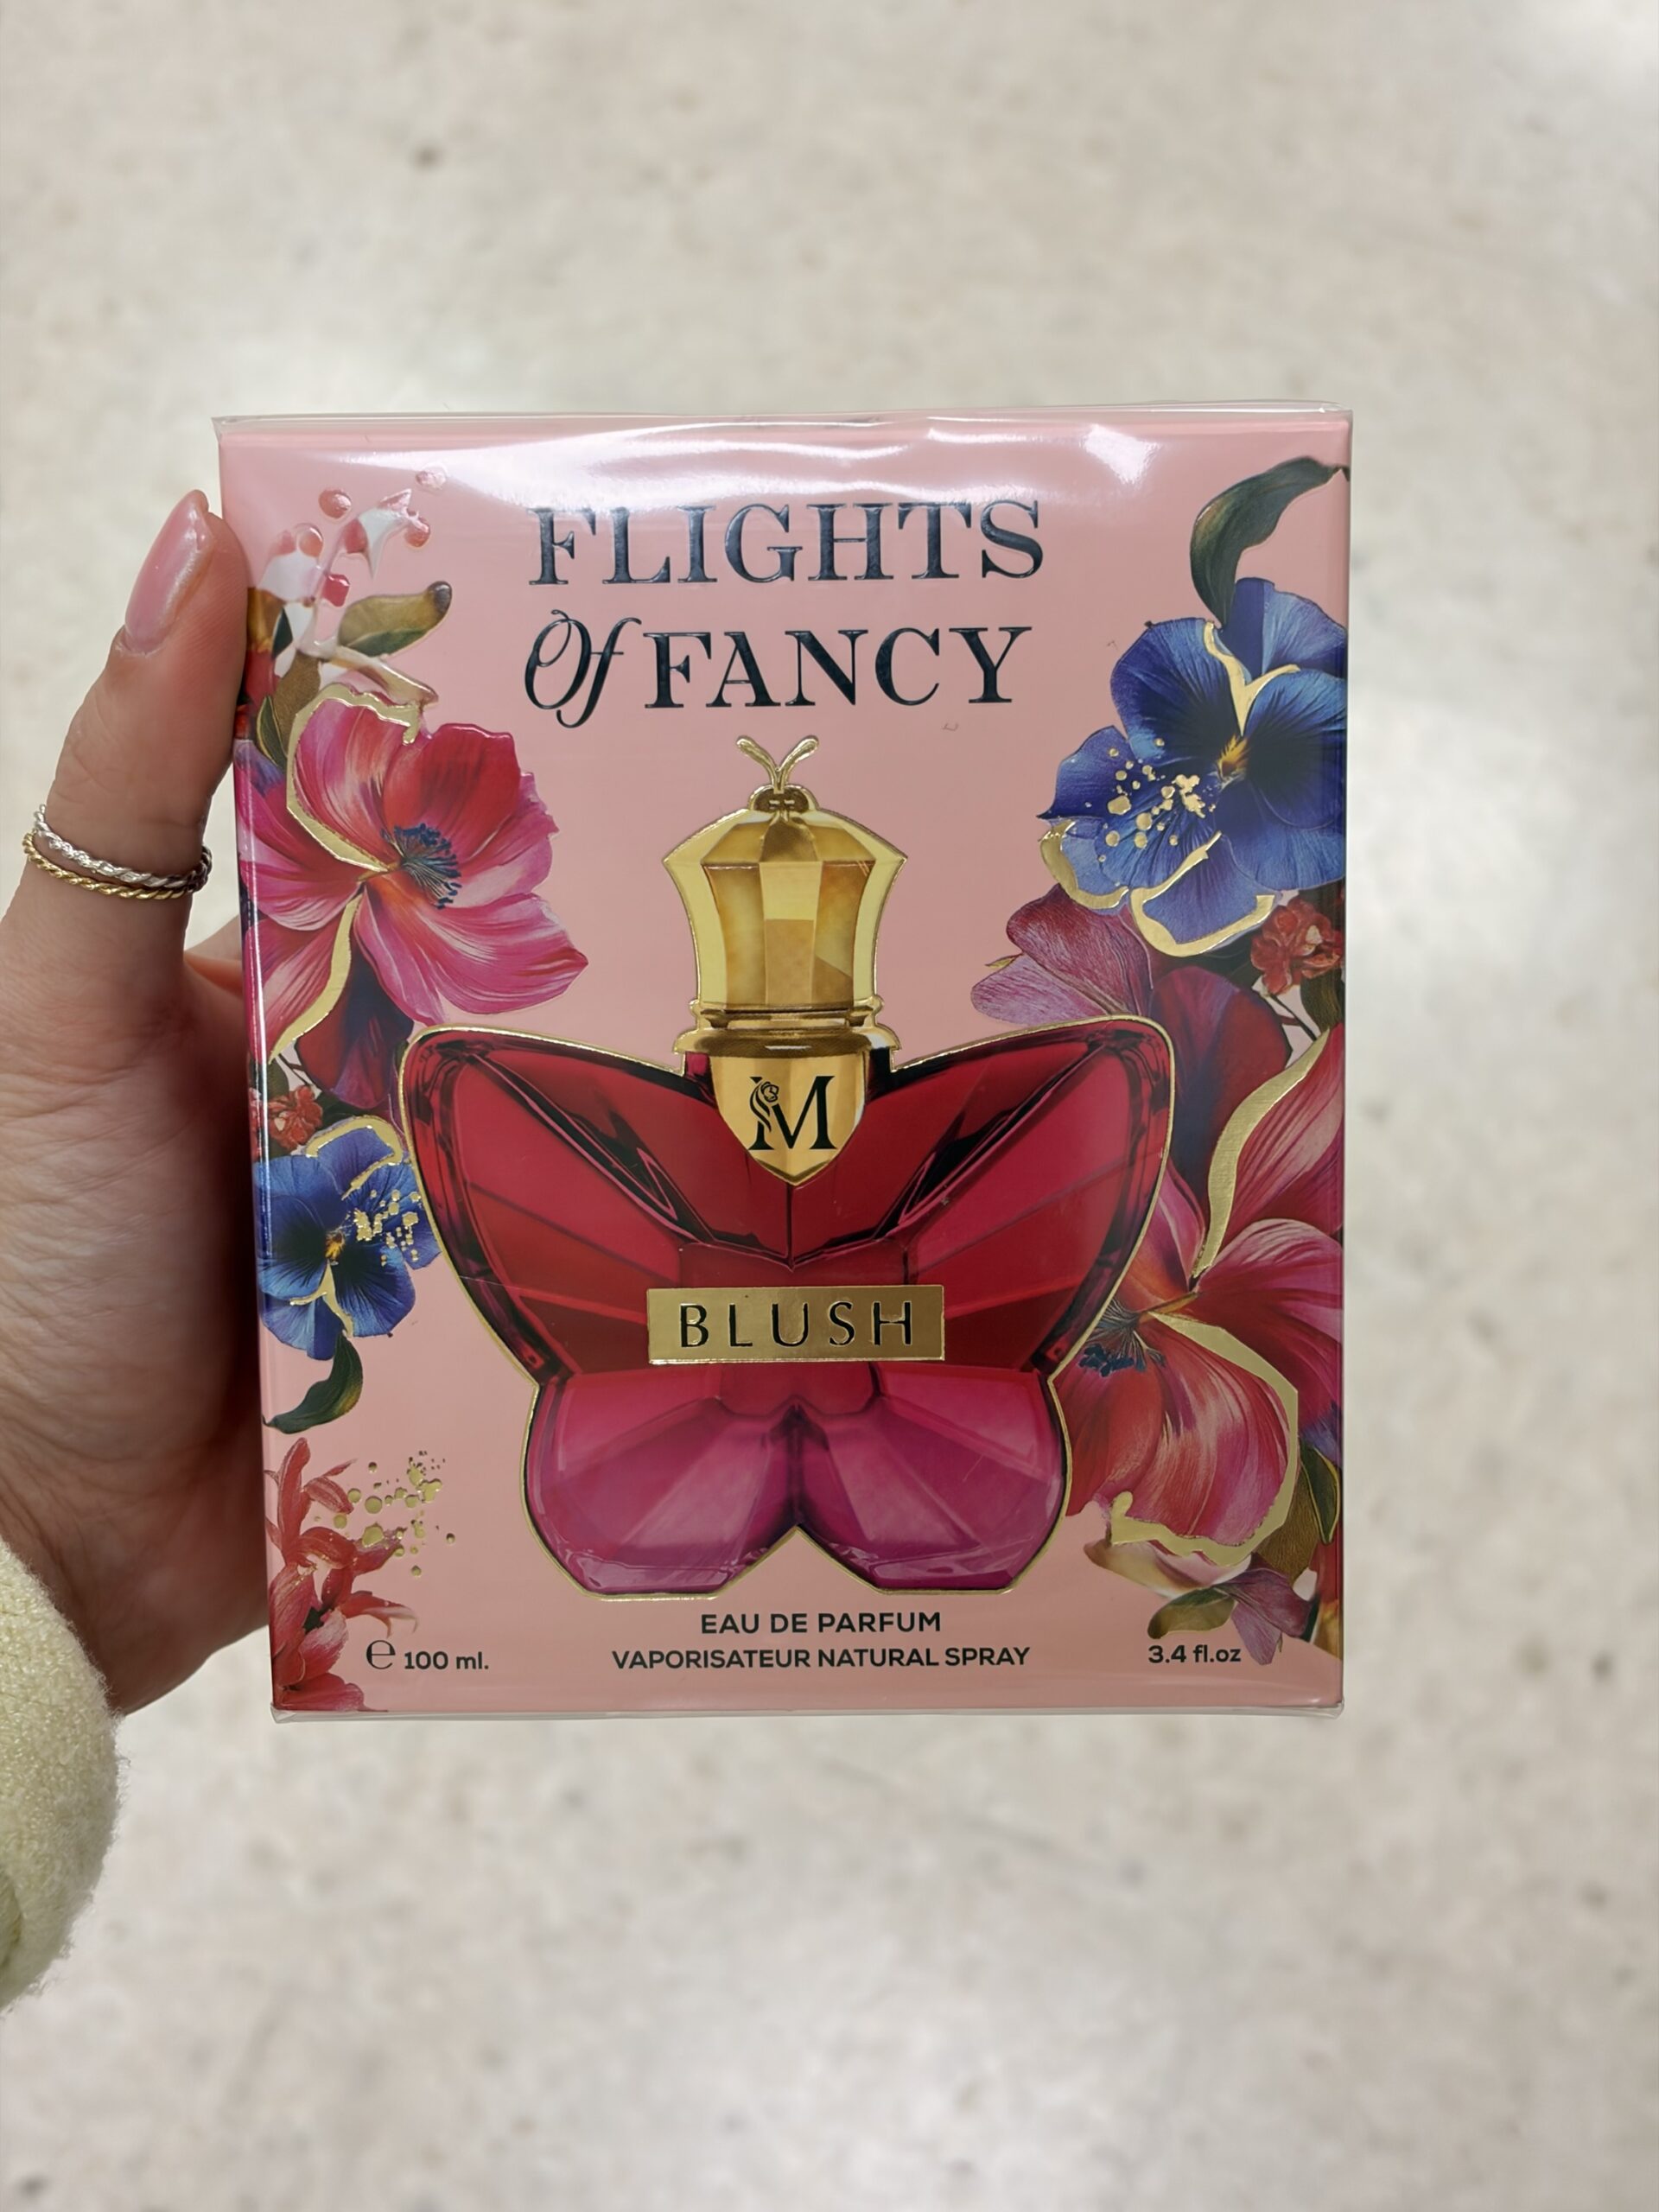 FLIGHTS
Of FANCY
M
BLUSH
EAU DE PARFUM
VAPORISATEUR NATURAL SPRAY
℮ 100 ml.
3.4 fl.oz